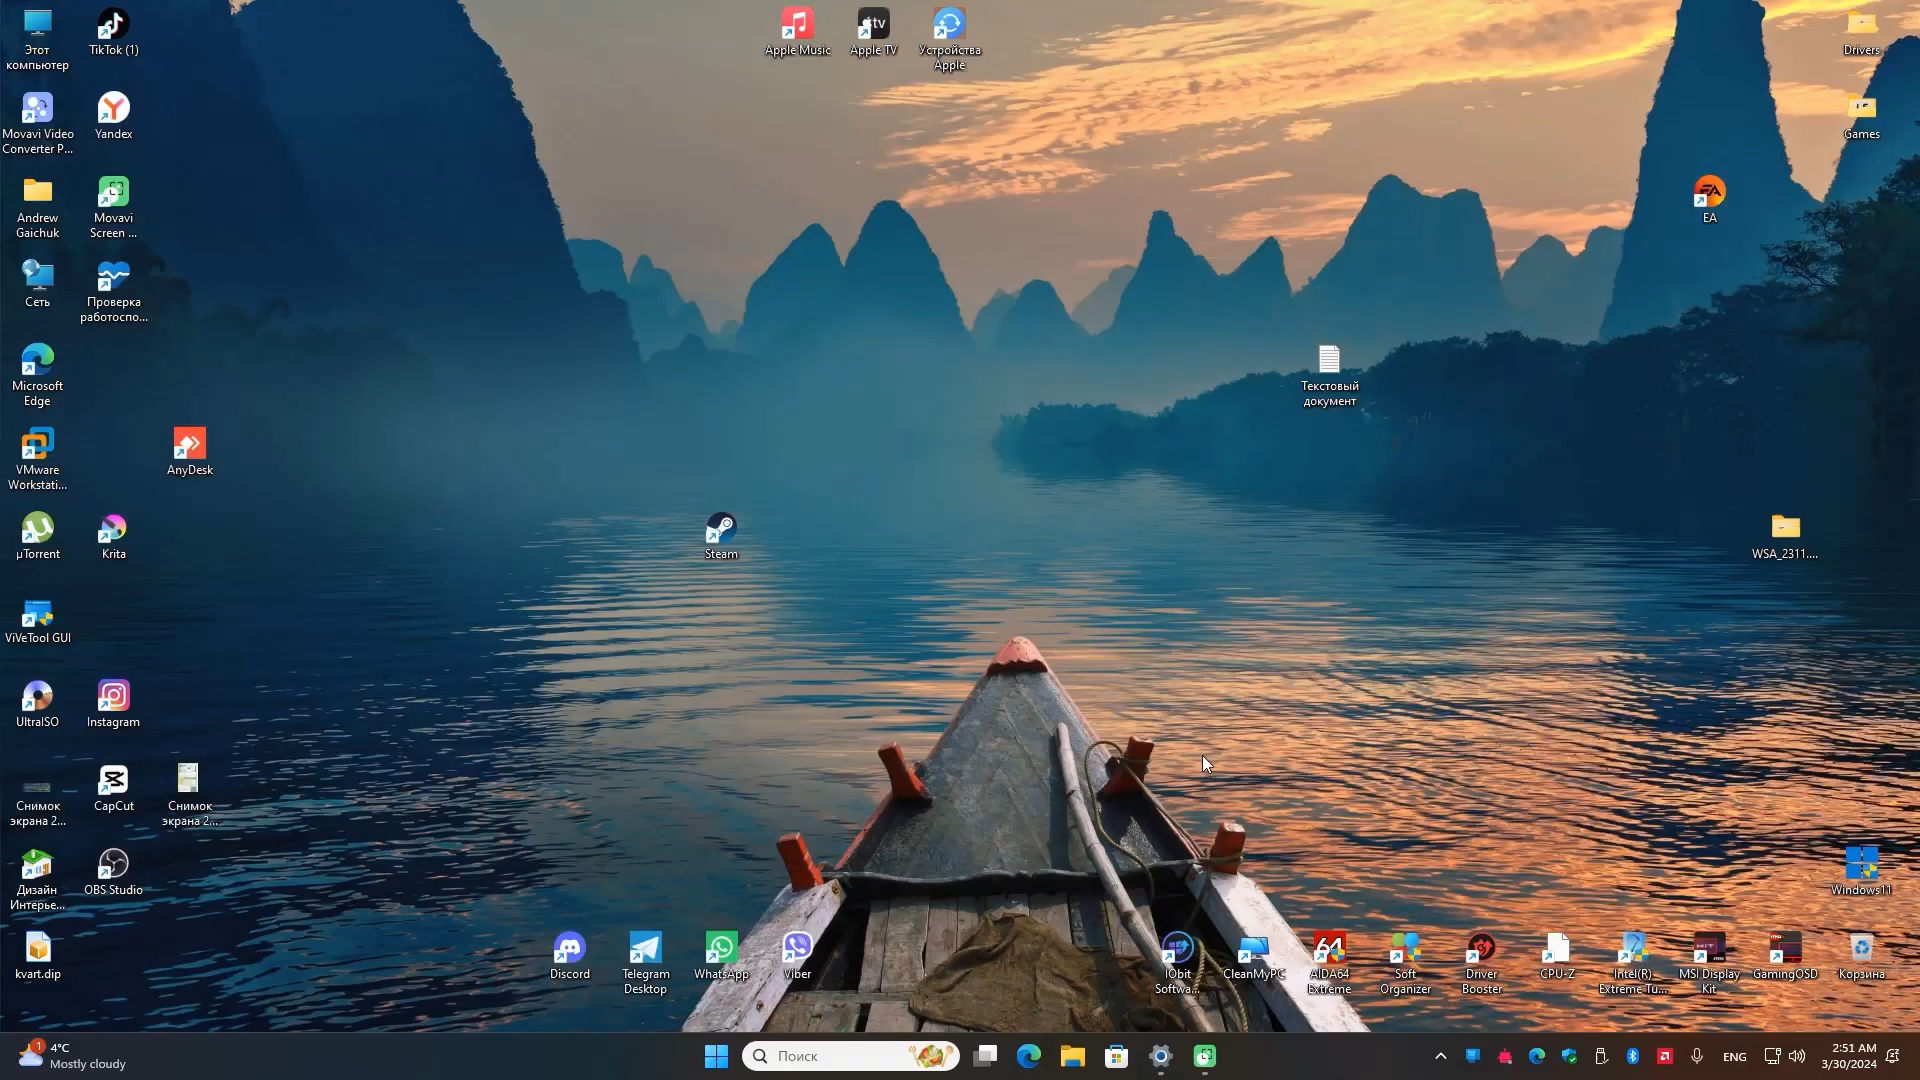 Этот
компьютер
TikTok (1)
Apple Music
Apple TV
Устройства
Apple
Drivers
Movavi Video
Converter P...
Yandex
Games
Andrew
Gaichuk
Movavi
Screen ...
EA
Сеть
Проверка
работоспо...
Microsoft
Edge
Текстовый
документ
VMware
Workstati...
AnyDesk
µTorrent
Krita
Steam
WSA_2311....
ViVeTool GUI
UltraISO
Instagram
Снимок
экрана 2...
CapCut
Снимок
экрана 2...
Дизайн
Интерье...
OBS Studio
Windows11
kvart.dip
Discord
Telegram
Desktop
WhatsApp
Viber
IObit
Softwa...
CleanMyPC
64
AIDA64
Extreme
Soft
Organizer
Driver
Booster
CPU-Z
Intel(R)
Extreme Tu...
MSI Display
Kit
GamingOSD
Корзина
1
4°C
Mostly cloudy
Поиск
ENG
2:51 AM
3/30/2024